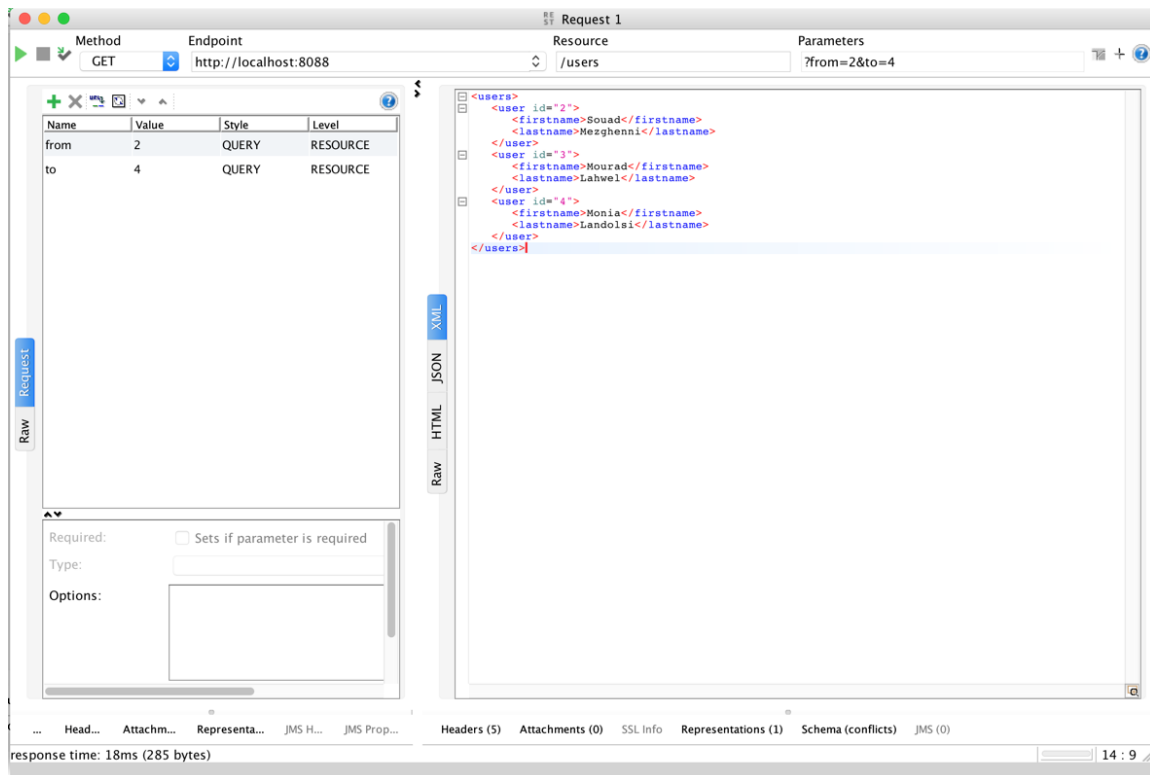 REST Request 1
Method Endpoint Resource Parameters
GET http://localhost:8088 /users ?from=2&to=4
Name Value Style Level
from 2 QUERY RESOURCE
to 4 QUERY RESOURCE
Required: Sets if parameter is required
Type:
Options:
Request
Raw
<users>
<user id="2">
<firstname>Souad</firstname>
<lastname>Mezghenni</lastname>
</user>
<user id="3">
<firstname>Mourad</firstname>
<lastname>Lahwel</lastname>
</user>
<user id="4">
<firstname>Monia</firstname>
<lastname>Landolsi</lastname>
</user>
</users>
XML
JSON
HTML
Raw
... Head... Attachm... Representa... JMS H... JMS Prop...
Headers (5) Attachments (0) SSL Info Representations (1) Schema (conflicts) JMS (0)
response time: 18ms (285 bytes)
14 : 9